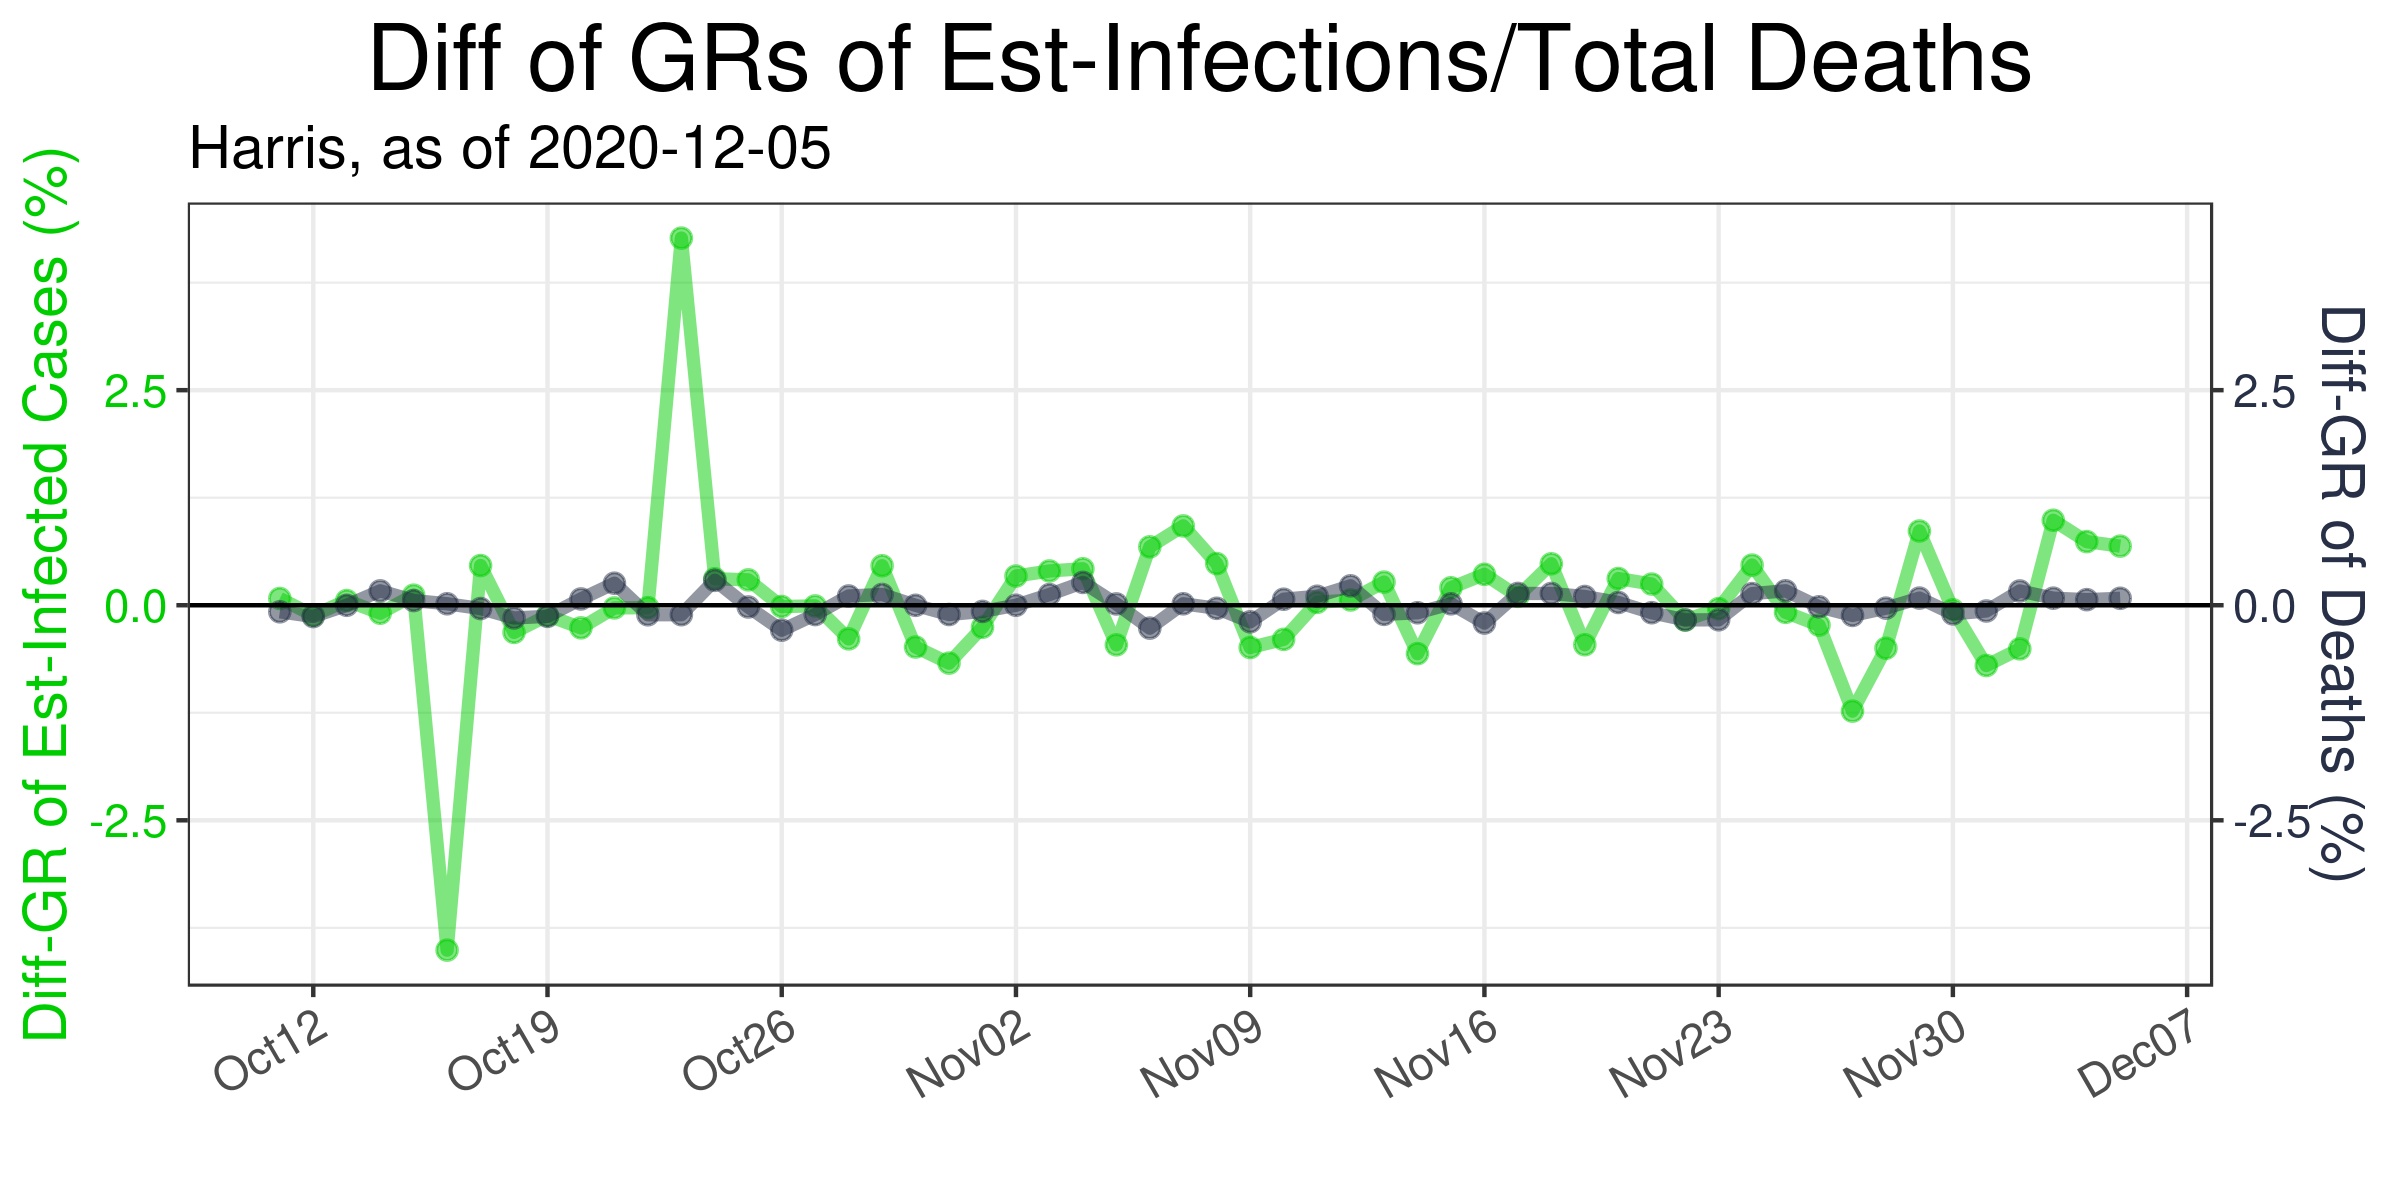 Diff of GRs of Est-Infections/Total Deaths
Harris, as of 2020-12-05
Diff-GR of Est-Infected Cases (%)
2.5
0.0
-2.5
2.5
0.0
-2.5
Diff-GR of Deaths (%)
Oct12
Oct19
Oct26
Nov02
Nov09
Nov16
Nov23
Nov30
Dec07